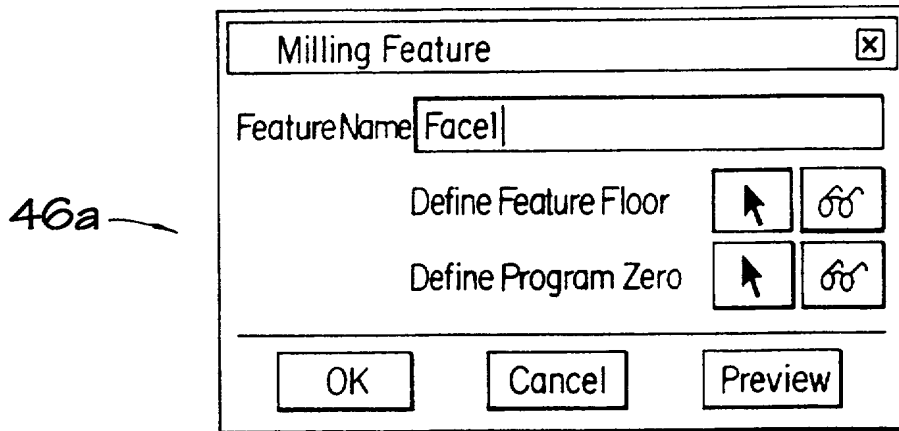 Milling Feature
Feature Name Face1
Define Feature Floor
46a
Define Program Zero
OK Cancel Preview